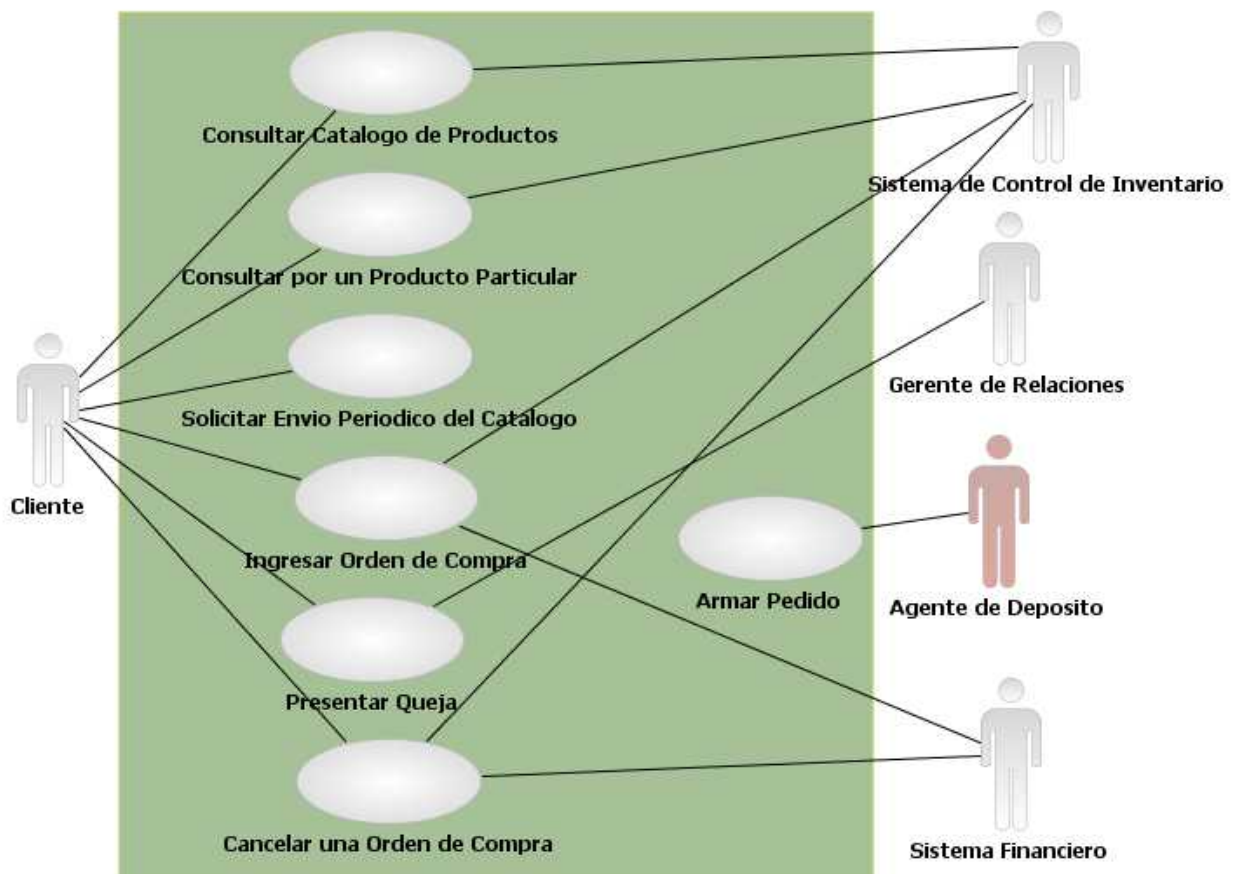 Consultar Catalogo de Productos
Sistema de Control de Inventario
Consultar por un Producto Particular
Gerente de Relaciones
Solicitar Envio Periodico del Catálogo
Cliente
Ingresar Orden de Compra
Armar Pedido
Agente de Deposito
Presentar Queja
Cancelar una Orden de Compra
Sistema Financiero